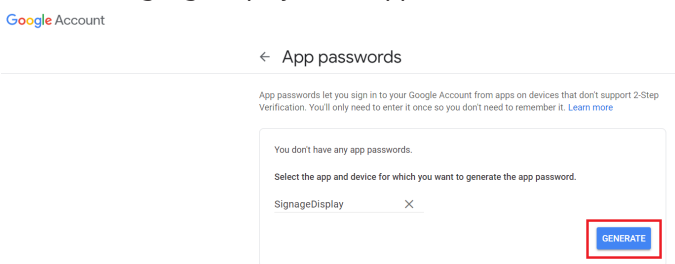 Google Account
← App passwords
App passwords let you sign in to your Google Account from apps on devices that don't support 2-Step
Verification. You'll only need to enter it once so you don't need to remember it. Learn more
You don't have any app passwords.
Select the app and device for which you want to generate the app password.
SignageDisplay
GENERATE